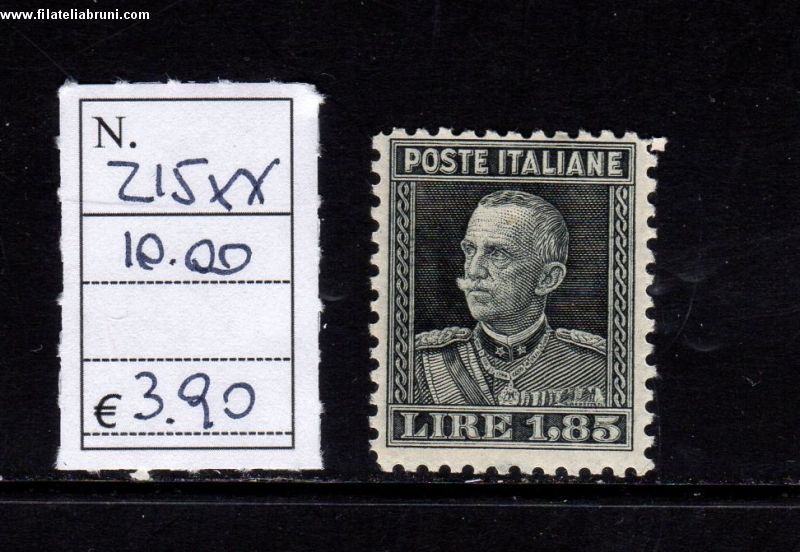 www.filateliabruni.com
N.
215xx
10.00
€ 3.90
POSTE ITALIANE
LIRE 1,85